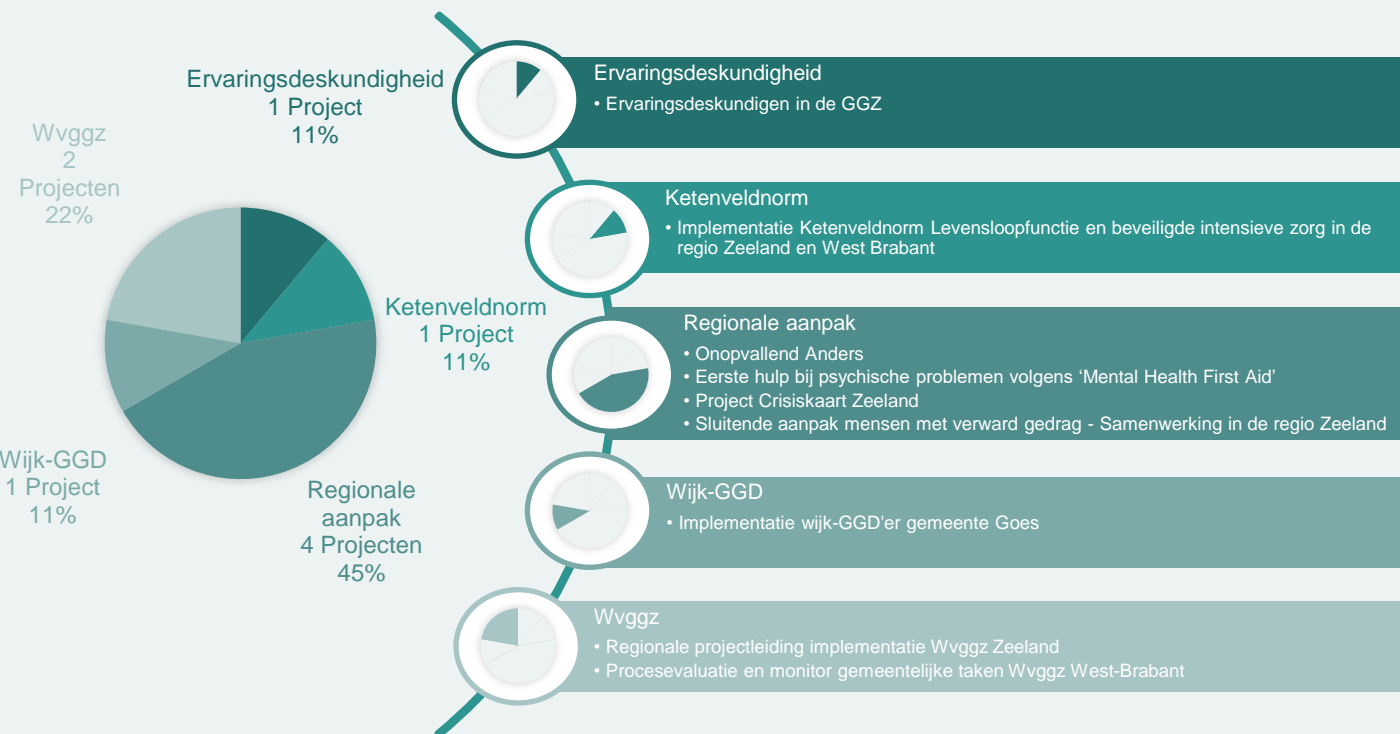 Ervaringsdeskundigheid
1 Project
11%
Wvggz
2
Projecten
22%
Ketenveldnorm
1 Project
11%
Wijk-GGD
1 Project
11%
Regionale
aanpak
4 Projecten
45%
Ervaringsdeskundigheid
• Ervaringsdeskundigen in de GGZ
Ketenveldnorm
• Implementatie Ketenveldnorm Levensloopfunctie en beveiligde intensieve zorg in de
regio Zeeland en West Brabant
Regionale aanpak
• Onopvallend Anders
• Eerste hulp bij psychische problemen volgens ‘Mental Health First Aid’
• Project Crisiskaart Zeeland
• Sluitende aanpak mensen met verward gedrag - Samenwerking in de regio Zeeland
Wijk-GGD
• Implementatie wijk-GGD’er gemeente Goes
Wvggz
• Regionale projectleiding implementatie Wvggz Zeeland
• Procesevaluatie en monitor gemeentelijke taken Wvggz West-Brabant